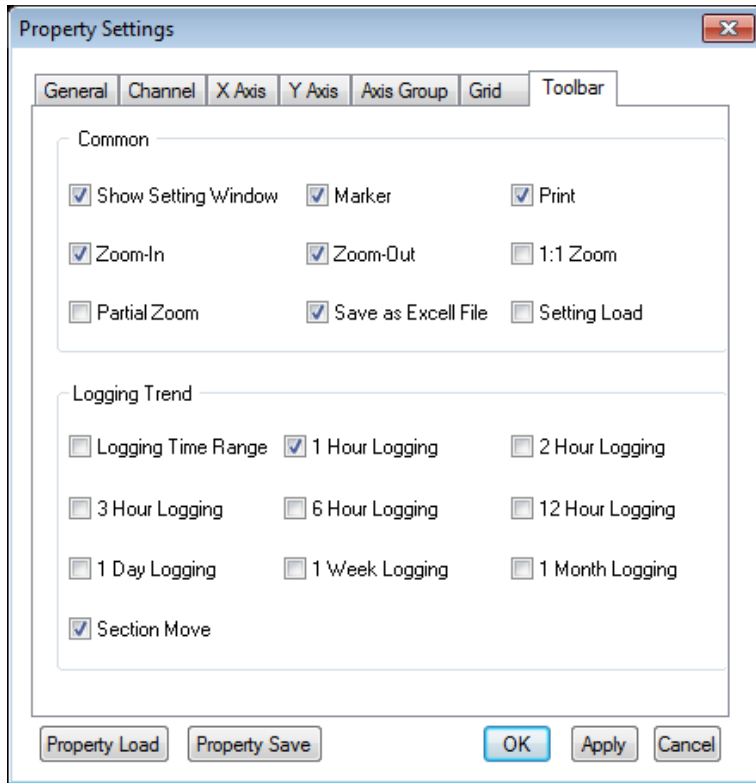 Property Settings
General Channel X Axis Y Axis Axis Group Grid Toolbar
Common
Show Setting Window Marker Print
Zoom-In Zoom-Out 1:1 Zoom
Partial Zoom Save as Excell File Setting Load
Logging Trend
Logging Time Range 1 Hour Logging 2 Hour Logging
3 Hour Logging 6 Hour Logging 12 Hour Logging
1 Day Logging 1 Week Logging 1 Month Logging
Section Move
Property Load Property Save OK Apply Cancel